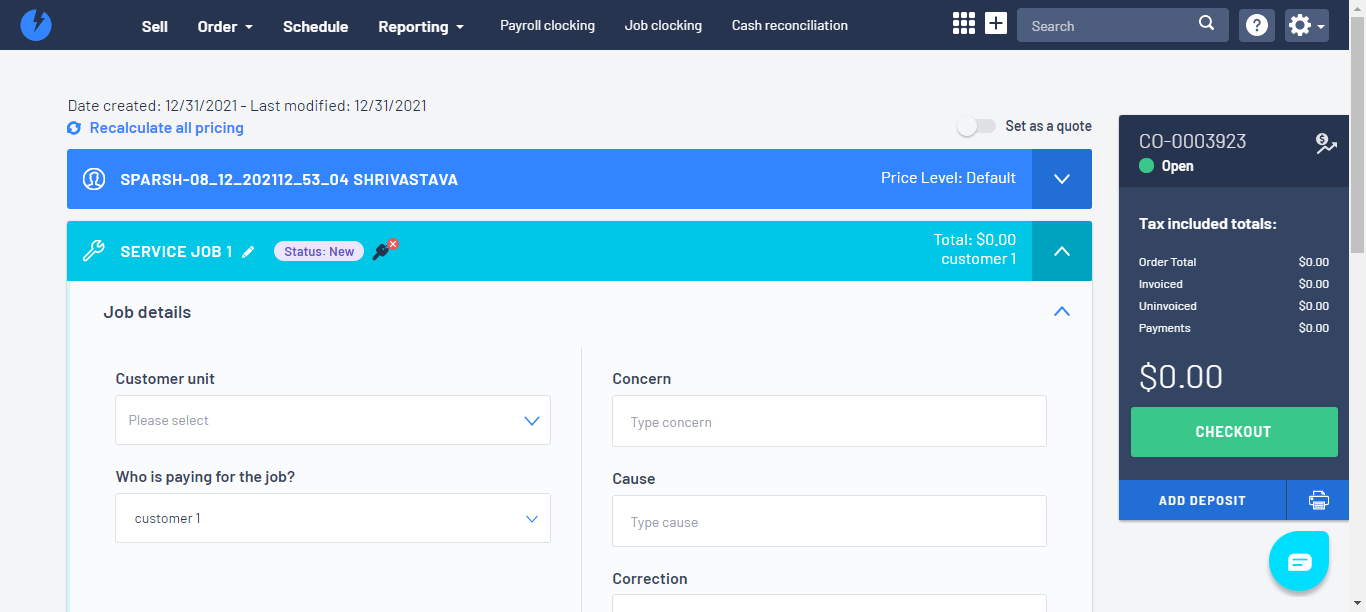 Sell
Order
Schedule
Reporting
Payroll clocking
Job clocking
Cash reconciliation
Search
Date created: 12/31/2021 - Last modified: 12/31/2021
Recalculate all pricing
Set as a quote
SPARSH-08_12_202112_53_04 SHRIVASTAVA
Price Level: Default
SERVICE JOB 1
Status: New
Total: $0.00
customer 1
Job details
Customer unit
Please select
Who is paying for the job?
customer 1
Concern
Type concern
Cause
Type cause
Correction
CO-0003923
Open
Tax included totals:
Order Total $0.00
Invoiced $0.00
Uninvoiced $0.00
Payments $0.00
$0.00
CHECKOUT
ADD DEPOSIT